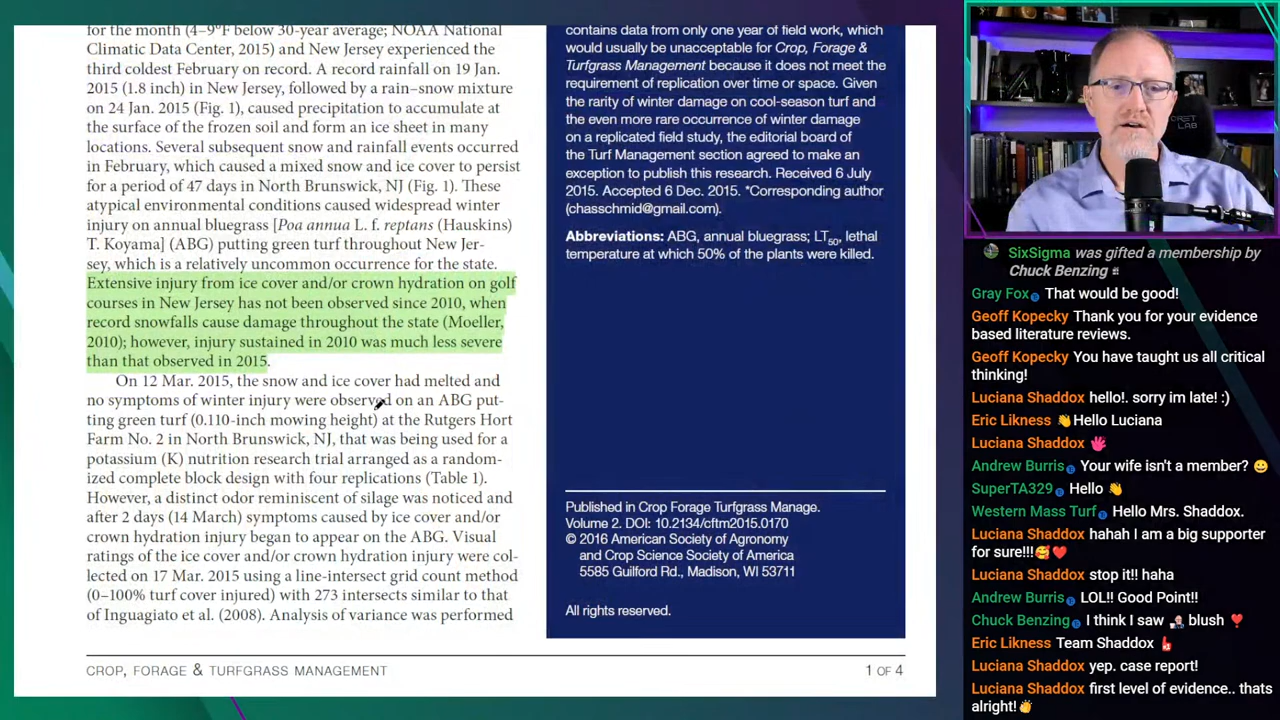 for the month (4–9°F below 30-year average; NOAA National
Climatic Data Center, 2015) and New Jersey experienced the
third coldest February on record. A record rainfall on 19 Jan.
2015 (1.8 inch) in New Jersey, followed by a rain–snow mixture
on 24 Jan. 2015 (Fig. 1), caused precipitation to accumulate at
the surface of the frozen soil and form an ice sheet in many
locations. Several subsequent snow and rainfall events occurred
in February, which caused a mixed snow and ice cover to persist
for a period of 47 days in North Brunswick, NJ (Fig. 1). These
atypical environmental conditions caused widespread winter
injury on annual bluegrass [Poa annua L. f. reptans (Hauskins)
T. Koyama] (ABG) putting green turf throughout New Jer-
sey, which is a relatively uncommon occurrence for the state.
Extensive injury from ice cover and/or crown hydration on golf
courses in New Jersey has not been observed since 2010, when
record snowfalls cause damage throughout the state (Moeller,
2010); however, injury sustained in 2010 was much less severe
than that observed in 2015.
On 12 Mar. 2015, the snow and ice cover had melted and
no symptoms of winter injury were observed on an ABG put-
ting green turf (0.110-inch mowing height) at the Rutgers Hort
Farm No. 2 in North Brunswick, NJ, that was being used for a
potassium (K) nutrition research trial arranged as a random-
ized complete block design with four replications (Table 1).
However, a distinct odor reminiscent of silage was noticed and
after 2 days (14 March) symptoms caused by ice cover and/or
crown hydration injury began to appear on the ABG. Visual
ratings of the ice cover and/or crown hydration injury were col-
lected on 17 Mar. 2015 using a line-intersect grid count method
(0–100% turf cover injured) with 273 intersects similar to that
of Inguagiato et al. (2008). Analysis of variance was performed
contains data from only one year of field work, which
would usually be unacceptable for Crop, Forage &
Turfgrass Management because it does not meet the
requirement of replication over time or space. Given
the rarity of winter damage on cool-season turf and
the even more rare occurrence of winter damage
on a replicated field study, the editorial board of
the Turf Management section agreed to make an
exception to publish this research. Received 6 July
2015. Accepted 6 Dec. 2015. *Corresponding author
(chasschmid@gmail.com).
Abbreviations: ABG, annual bluegrass; LT50, lethal
temperature at which 50% of the plants were killed.
Published in Crop Forage Turfgrass Manage.
Volume 2. DOI: 10.2134/cftm2015.0170
© 2016 American Society of Agronomy
and Crop Science Society of America
5585 Guilford Rd., Madison, WI 53711
All rights reserved.
CROP, FORAGE & TURFGRASS MANAGEMENT
1 OF 4
SixSigma was gifted a membership by
Chuck Benzing
Gray Fox That would be good!
Geoff Kopecky Thank you for your evidence
based literature reviews.
Geoff Kopecky You have taught us all critical
thinking!
Luciana Shaddox hello!. sorry im late! :)
Eric Likness 👋Hello Luciana
Luciana Shaddox 👋
Andrew Burris Your wife isn't a member? 😀
SuperTA329 Hello 👋
Western Mass Turf Hello Mrs. Shaddox.
Luciana Shaddox hahah I am a big supporter
for sure!!!🥰❤️
Luciana Shaddox stop it!! haha
Andrew Burris LOL!! Good Point!!
Chuck Benzing I think I saw blush ❤️
Eric Likness Team Shaddox
Luciana Shaddox yep. case report!
Luciana Shaddox first level of evidence.. thats
alright!👏